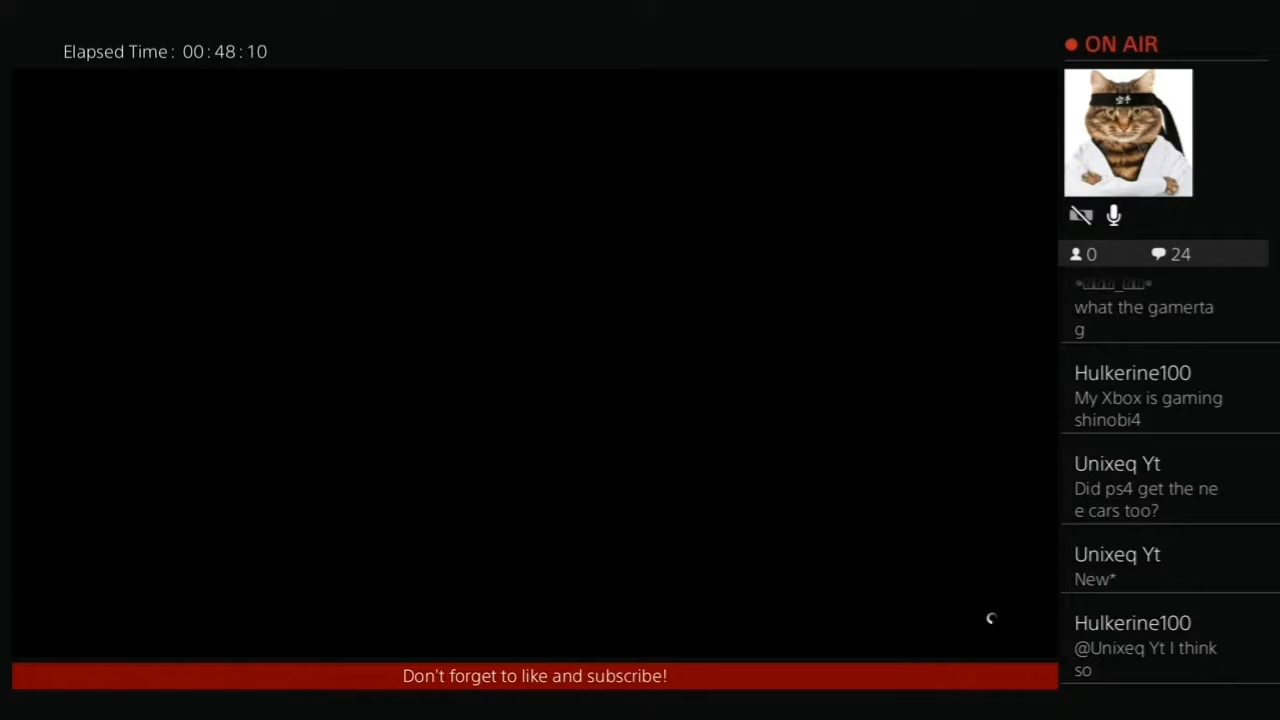 Elapsed Time: 00:48:10
ON AIR
空手
0 24
what the gamerta
g
Hulkerine100
My Xbox is gaming
shinobi4
Unixeq Yt
Did ps4 get the ne
e cars too?
Unixeq Yt
New*
Hulkerine100
@Unixeq Yt I think
so
Don't forget to like and subscribe!